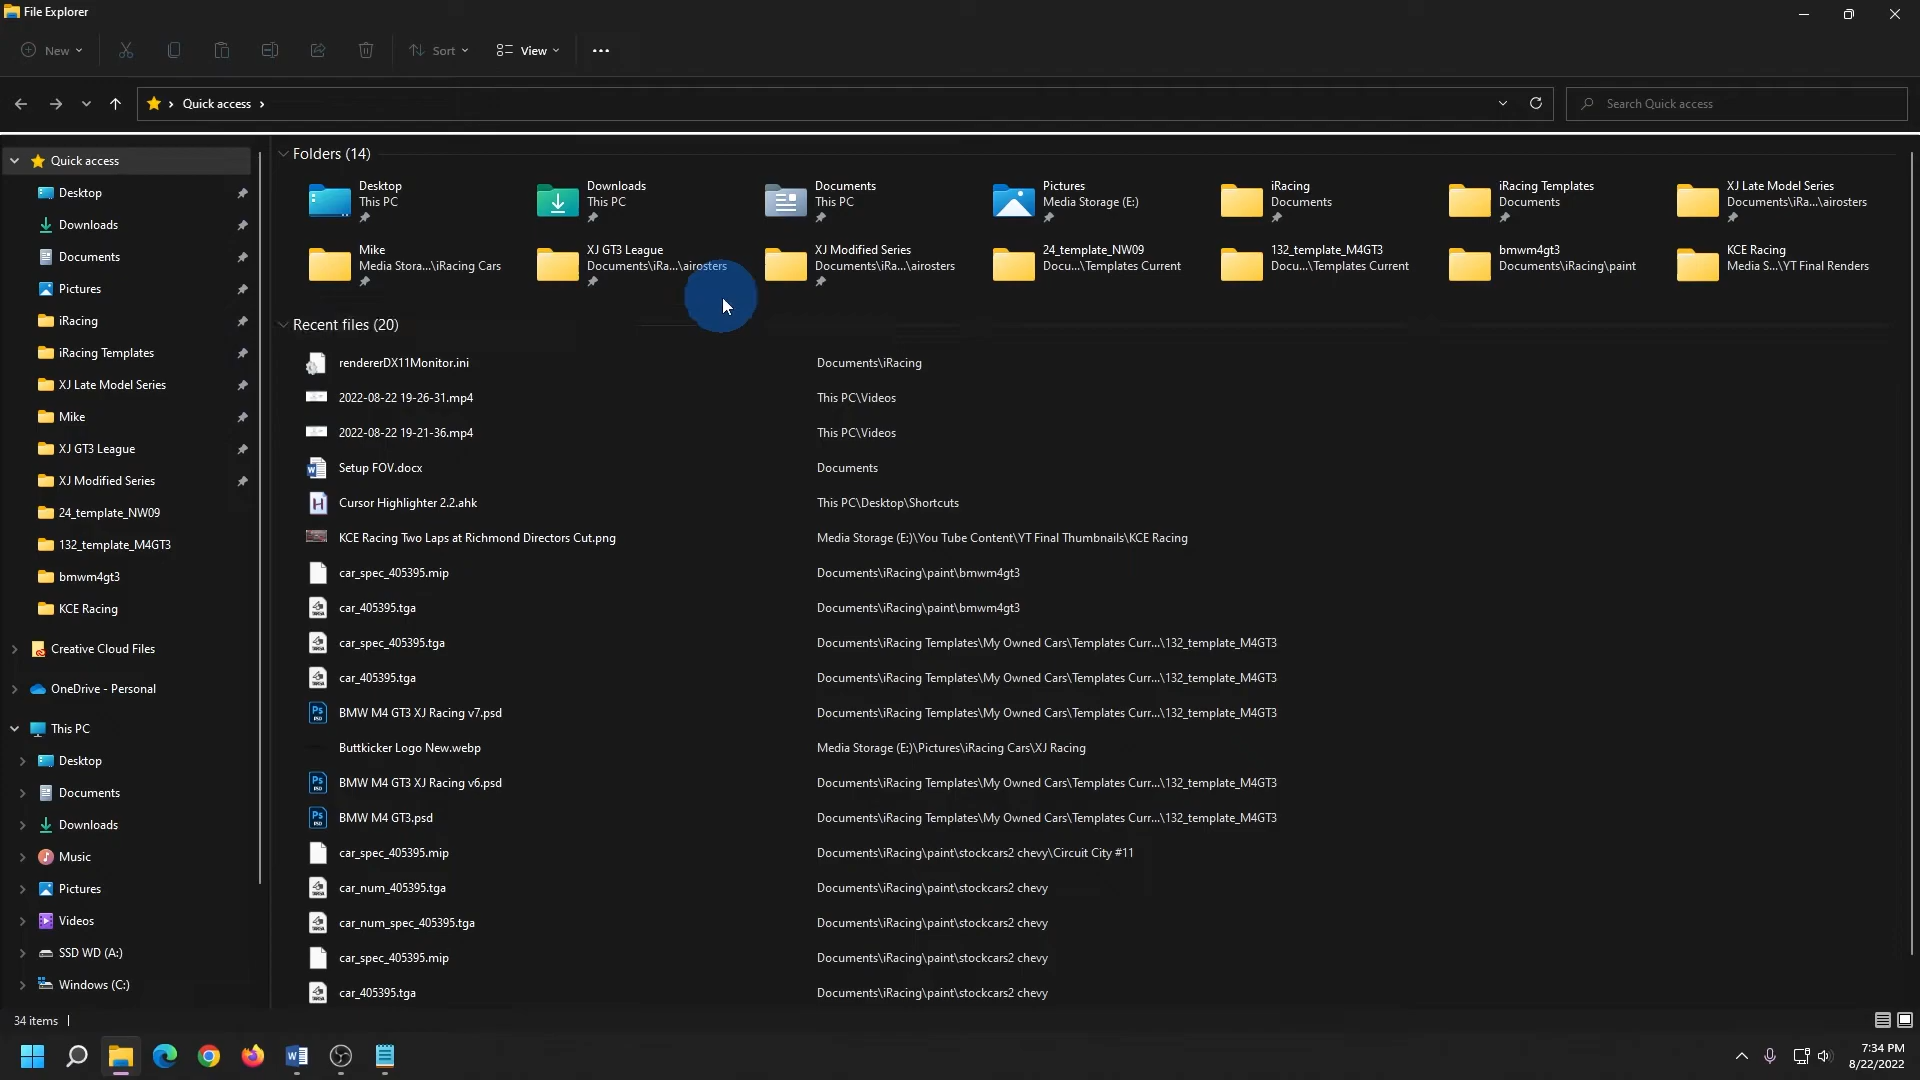 File Explorer
New
Sort
View
Quick access
Search Quick access
Quick access
Desktop
Downloads
Documents
Pictures
iRacing
iRacing Templates
XJ Late Model Series
Mike
XJ GT3 League
XJ Modified Series
24_template_NW09
132_template_M4GT3
bmwm4gt3
KCE Racing
Creative Cloud Files
OneDrive - Personal
This PC
Desktop
Documents
Downloads
Music
Pictures
Videos
SSD WD (A:)
Windows (C:)
Folders (14)
Desktop
This PC
Downloads
This PC
Documents
This PC
Pictures
Media Storage (E:)
iRacing
Documents
iRacing Templates
Documents
XJ Late Model Series
Documents\iRa...\airosters
Mike
Media Stora...\iRacing Cars
XJ GT3 League
Documents\iRa...\airosters
XJ Modified Series
Documents\iRa...\airosters
24_template_NW09
Docu...\Templates Current
132_template_M4GT3
Docu...\Templates Current
bmwm4gt3
Documents\iRacing\paint
KCE Racing
Media S...\YT Final Renders
Recent files (20)
rendererDX11Monitor.ini Documents\iRacing
2022-08-22 19-26-31.mp4 This PC\Videos
2022-08-22 19-21-36.mp4 This PC\Videos
Setup FOV.docx Documents
Cursor Highlighter 2.2.ahk This PC\Desktop\Shortcuts
KCE Racing Two Laps at Richmond Directors Cut.png Media Storage (E:)\You Tube Content\YT Final Thumbnails\KCE Racing
car_spec_405395.mip Documents\iRacing\paint\bmwm4gt3
car_405395.tga Documents\iRacing\paint\bmwm4gt3
car_spec_405395.tga Documents\iRacing Templates\My Owned Cars\Templates Curr...\132_template_M4GT3
car_405395.tga Documents\iRacing Templates\My Owned Cars\Templates Curr...\132_template_M4GT3
BMW M4 GT3 XJ Racing v7.psd Documents\iRacing Templates\My Owned Cars\Templates Curr...\132_template_M4GT3
Buttkicker Logo New.webp Media Storage (E:)\Pictures\iRacing Cars\XJ Racing
BMW M4 GT3 XJ Racing v6.psd Documents\iRacing Templates\My Owned Cars\Templates Curr...\132_template_M4GT3
BMW M4 GT3.psd Documents\iRacing Templates\My Owned Cars\Templates Curr...\132_template_M4GT3
car_spec_405395.mip Documents\iRacing\paint\stockcars2 chevy\Circuit City #11
car_num_405395.tga Documents\iRacing\paint\stockcars2 chevy
car_num_spec_405395.tga Documents\iRacing\paint\stockcars2 chevy
car_spec_405395.mip Documents\iRacing\paint\stockcars2 chevy
car_405395.tga Documents\iRacing\paint\stockcars2 chevy
34 items
7:34 PM
8/22/2022